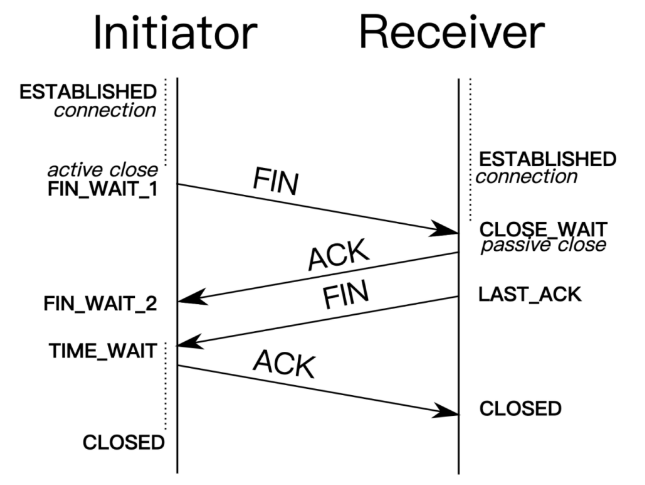 Initiator
Receiver
ESTABLISHED
connection
active close
FIN_WAIT_1
FIN
ESTABLISHED
connection
CLOSE_WAIT
passive close
ACK
FIN_WAIT_2
FIN
LAST_ACK
TIME_WAIT
ACK
CLOSED
CLOSED